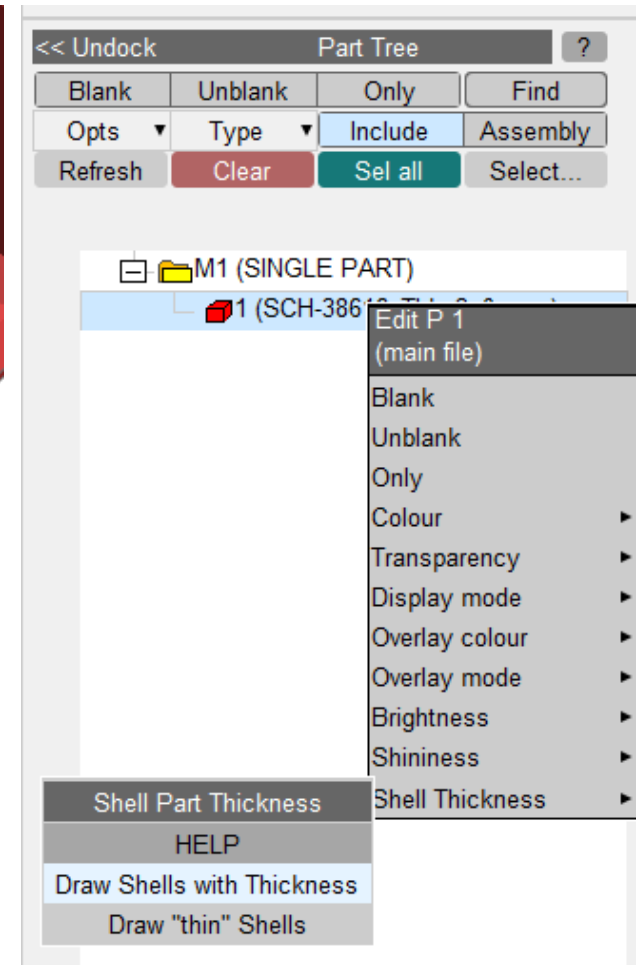 << Undock Part Tree ?
Blank Unblank Only Find
Opts Type Include Assembly
Refresh Clear Sel all Select...
M1 (SINGLE PART)
1 (SCH-386
Edit P 1
(main file)
Blank
Unblank
Only
Colour
Transparency
Display mode
Overlay colour
Overlay mode
Brightness
Shininess
Shell Thickness
Shell Part Thickness
HELP
Draw Shells with Thickness
Draw "thin" Shells